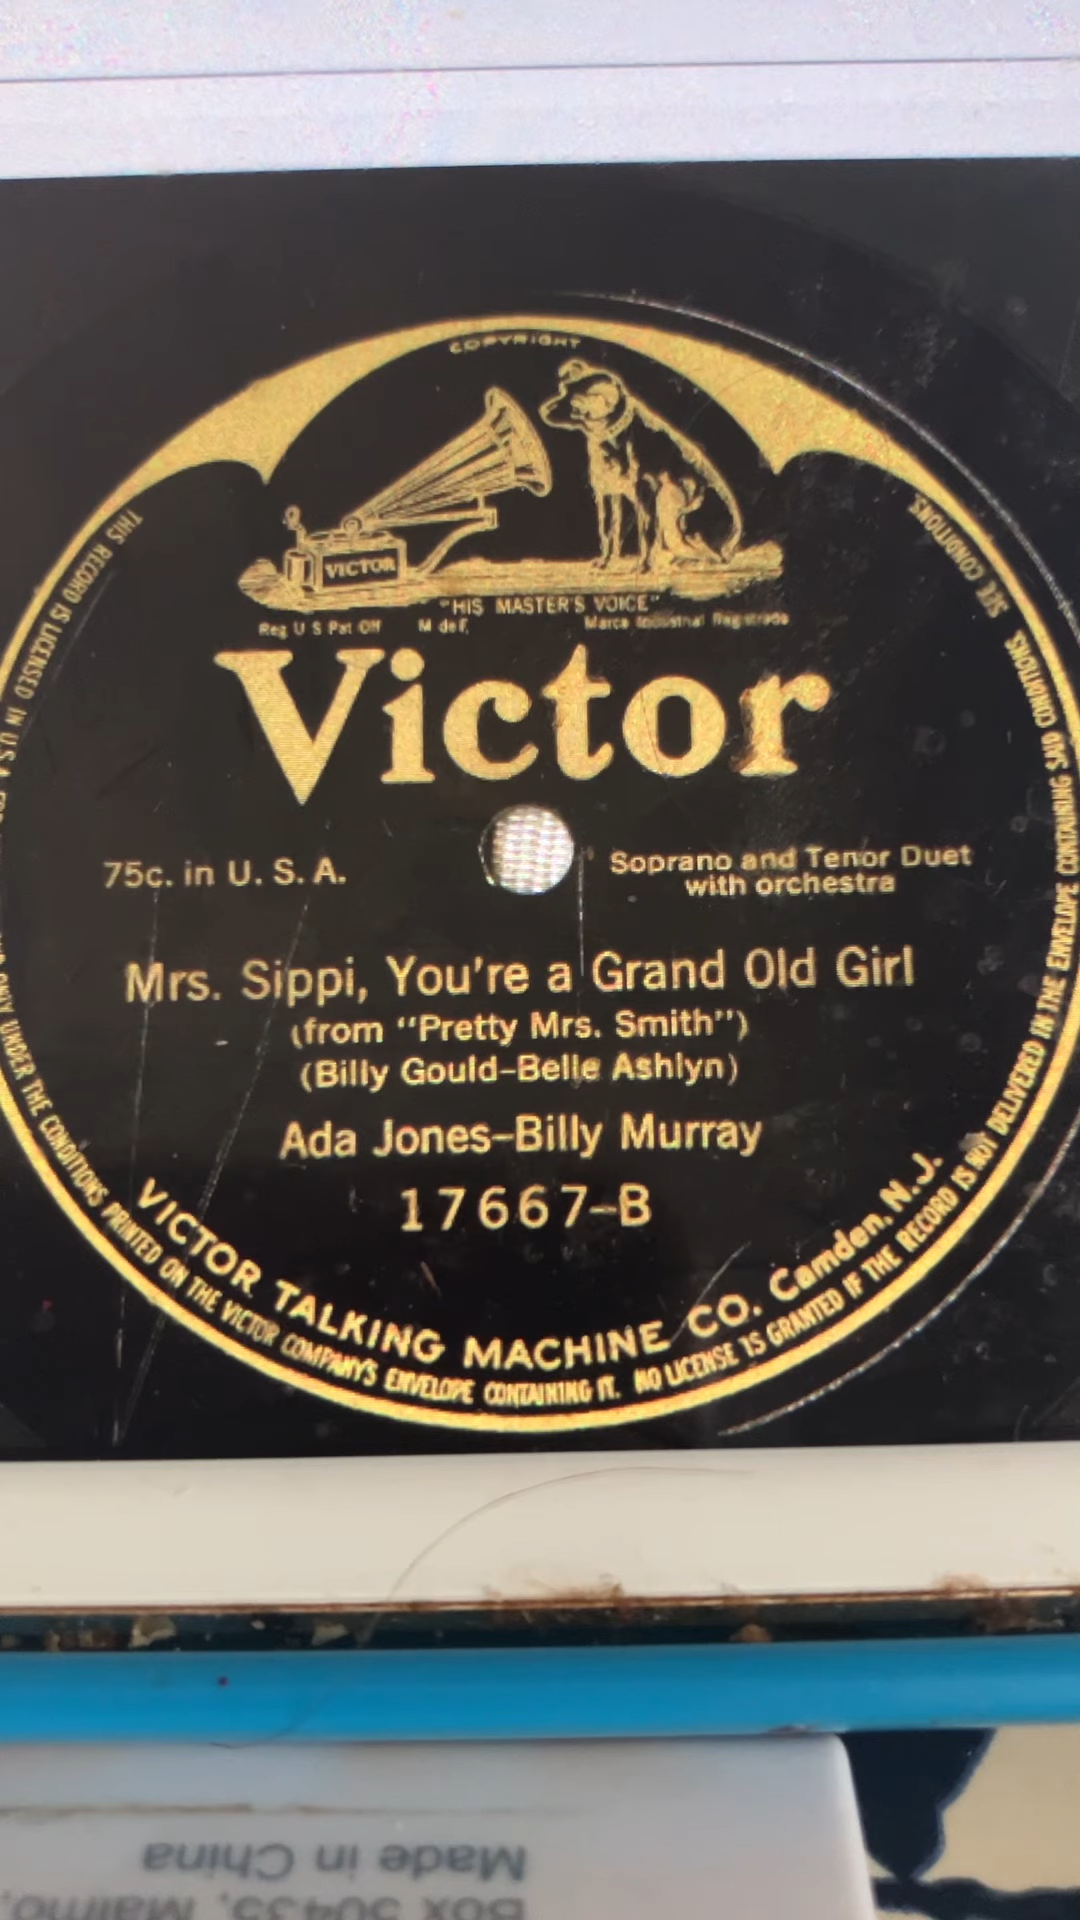 COPYRIGHT
VICTOR
"HIS MASTER'S VOICE"
Reg U S Pat Off M de F. Marca Industrial Registrada
Victor
75c. in U. S. A.
Soprano and Tenor Duet
with orchestra
Mrs. Sippi, You're a Grand Old Girl
(from "Pretty Mrs. Smith")
(Billy Gould-Belle Ashlyn)
Ada Jones-Billy Murray
17667-B
VICTOR TALKING MACHINE CO. Camden, N.J.
THIS RECORD IS LICENSED IN U.S.A. UNDER THE CONDITIONS PRINTED ON THE VICTOR COMPANY'S ENVELOPE CONTAINING IT. NO LICENSE IS GRANTED IF THE RECORD IS NOT DELIVERED IN THE ENVELOPE CONTAINING SAID CONDITIONS. SEE CONDITIONS.
Made in China
Box 50435, Malmö,